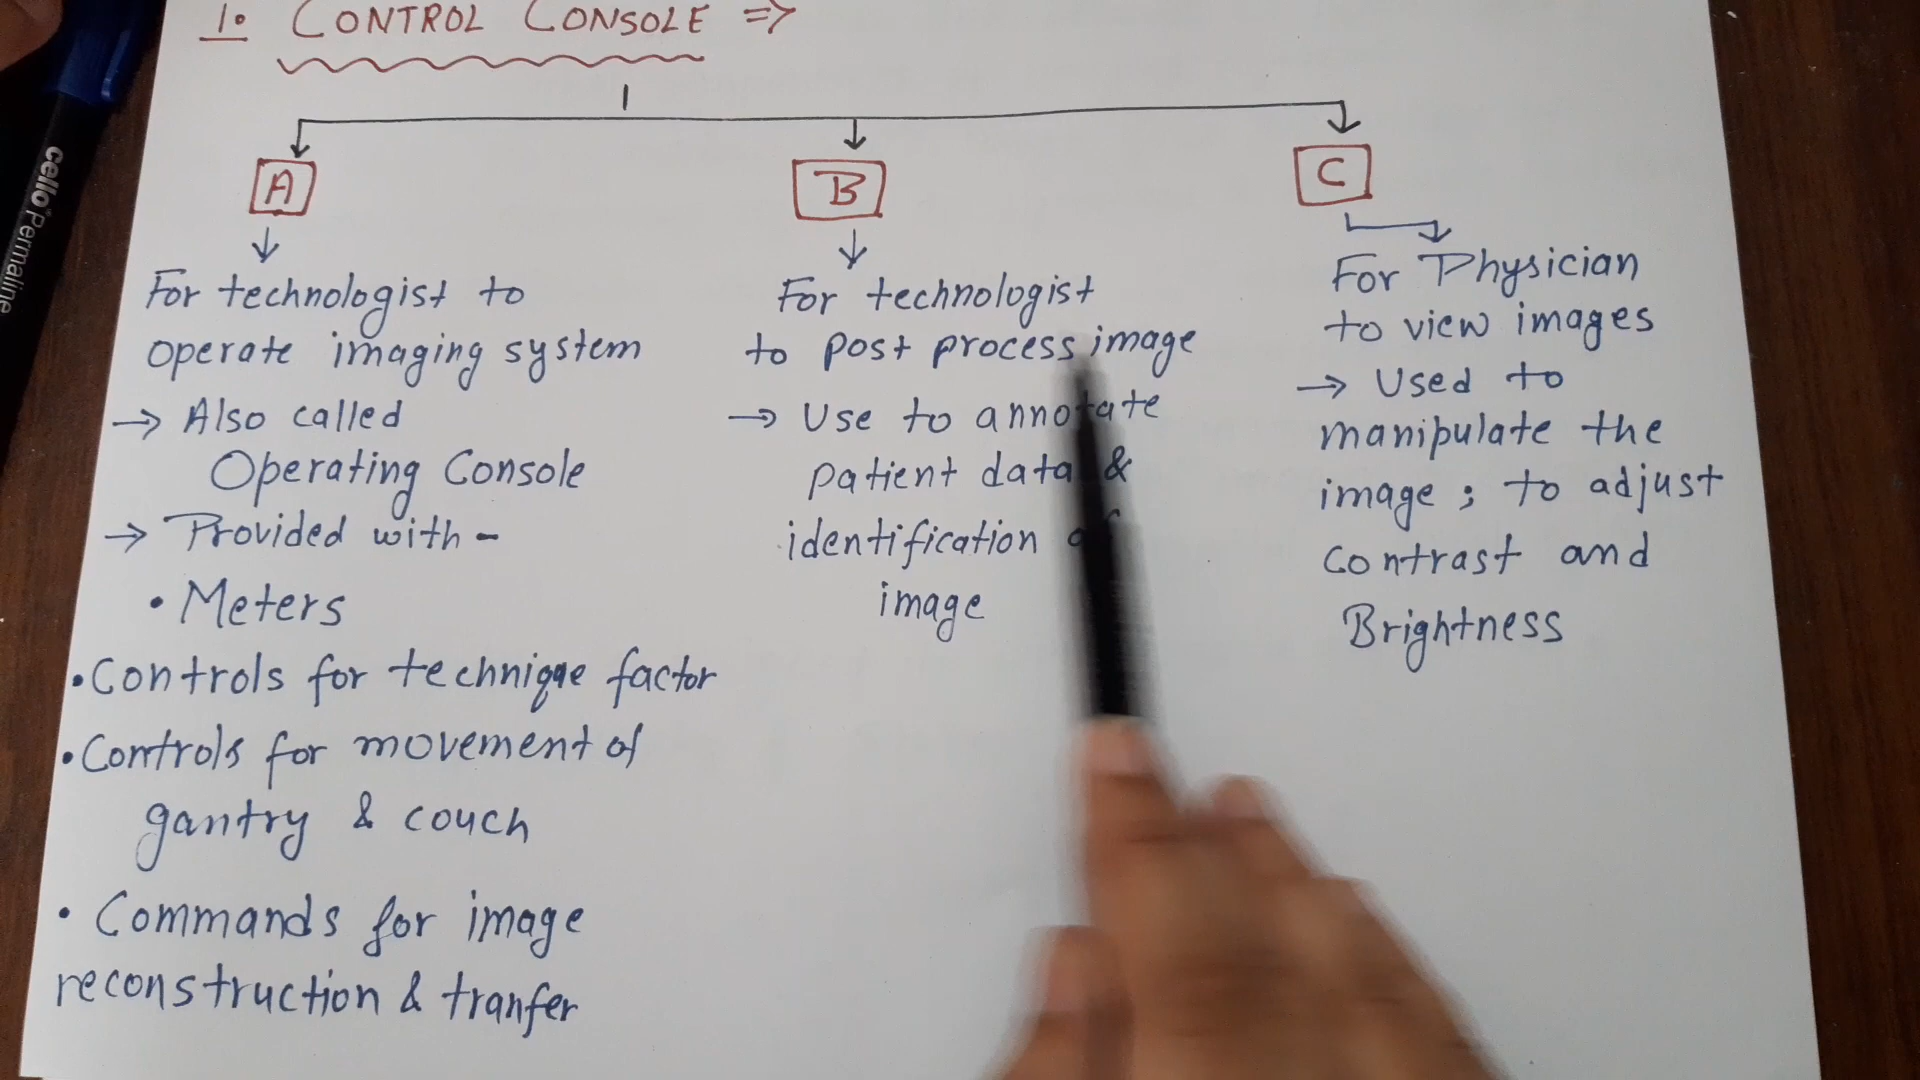 1. CONTROL CONSOLE =>
A
For technologist to
operate imaging system
→ Also called
Operating Console
→ Provided with -
• Meters
• Controls for technique factor
• Controls for movement of
gantry & couch
• Commands for image
reconstruction & tranfer
B
For technologist
to post process image
→ Use to annotate
patient data &
identification
image
C
For Physician
to view images
→ Used to
manipulate the
image ; to adjust
contrast and
Brightness
cello Permaline